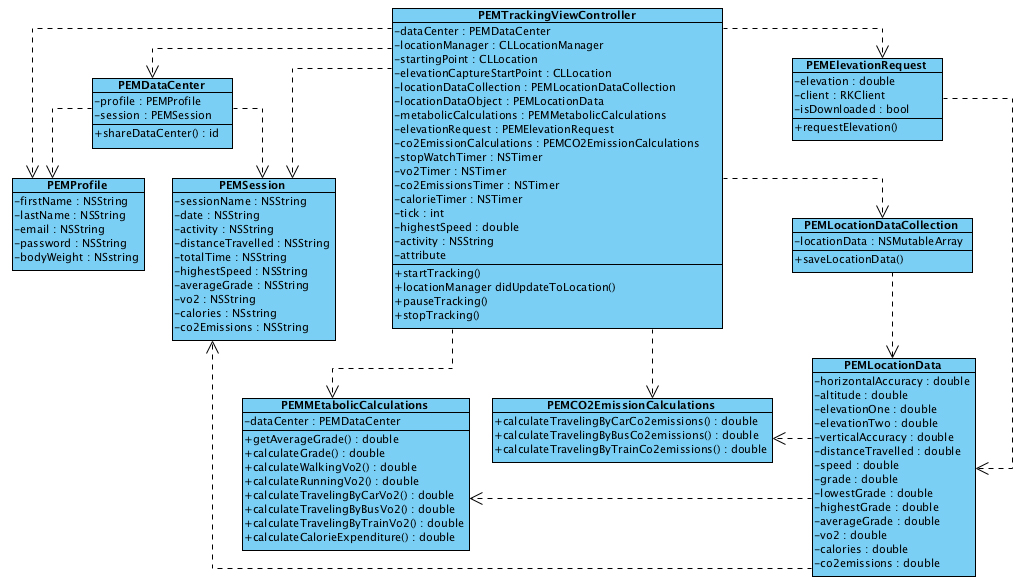 PEMTrackingViewController
-dataCenter : PEMDataCenter
-locationManager : CLLocationManager
-startingPoint : CLLocation
-elevationCaptureStartPoint : CLLocation
-locationDataCollection : PEMLocationDataCollection
-locationDataObject : PEMLocationData
-metabolicCalculations : PEMMetabolicCalculations
-elevationRequest : PEMElevationRequest
-co2EmissionCalculations : PEMCO2EmissionCalculations
-stopWatchTimer : NSTimer
-vo2Timer : NSTimer
-co2EmissionsTimer : NSTimer
-calorieTimer : NSTimer
-tick : int
-highestSpeed : double
-activity : NSString
-attribute
+startTracking()
+locationManager didUpdateToLocation()
+pauseTracking()
+stopTracking()
PEMDataCenter
-profile : PEMProfile
-session : PEMSession
+shareDataCenter() : id
PEMElevationRequest
-elevation : double
-client : RKClient
-isDownloaded : bool
+requestElevation()
PEMProfile
-firstName : NSString
-lastName : NSString
-email : NSString
-password : NSString
-bodyWeight : NSstring
PEMSession
-sessionName : NSString
-date : NSString
-activity : NSString
-distanceTravelled : NSString
-totalTime : NSString
-highestSpeed : NSString
-averageGrade : NSString
-vo2 : NSString
-calories : NSstring
-co2Emissions : NSString
PEMLocationDataCollection
-locationData : NSMutableArray
+saveLocationData()
PEMMEtabolicCalculations
-dataCenter : PEMDataCenter
+getAverageGrade() : double
+calculateGrade() : double
+calculateWalkingVo2() : double
+calculateRunningVo2() : double
+calculateTravelingByCarVo2() : double
+calculateTravelingByBusVo2() : double
+calculateTravelingByTrainVo2() : double
+calculateCalorieExpenditure() : double
PEMCO2EmissionCalculations
+calculateTravelingByCarCo2emissions() : double
+calculateTravelingByBusCo2emissions() : double
+calculateTravelingByTrainCo2emissions() : double
PEMLocationData
-horizontalAccuracy : double
-altitude : double
-elevationOne : double
-elevationTwo : double
-verticalAccuracy : double
-distanceTravelled : double
-speed : double
-grade : double
-lowestGrade : double
-highestGrade : double
-averageGrade : double
-vo2 : double
-calories : double
-co2emissions : double